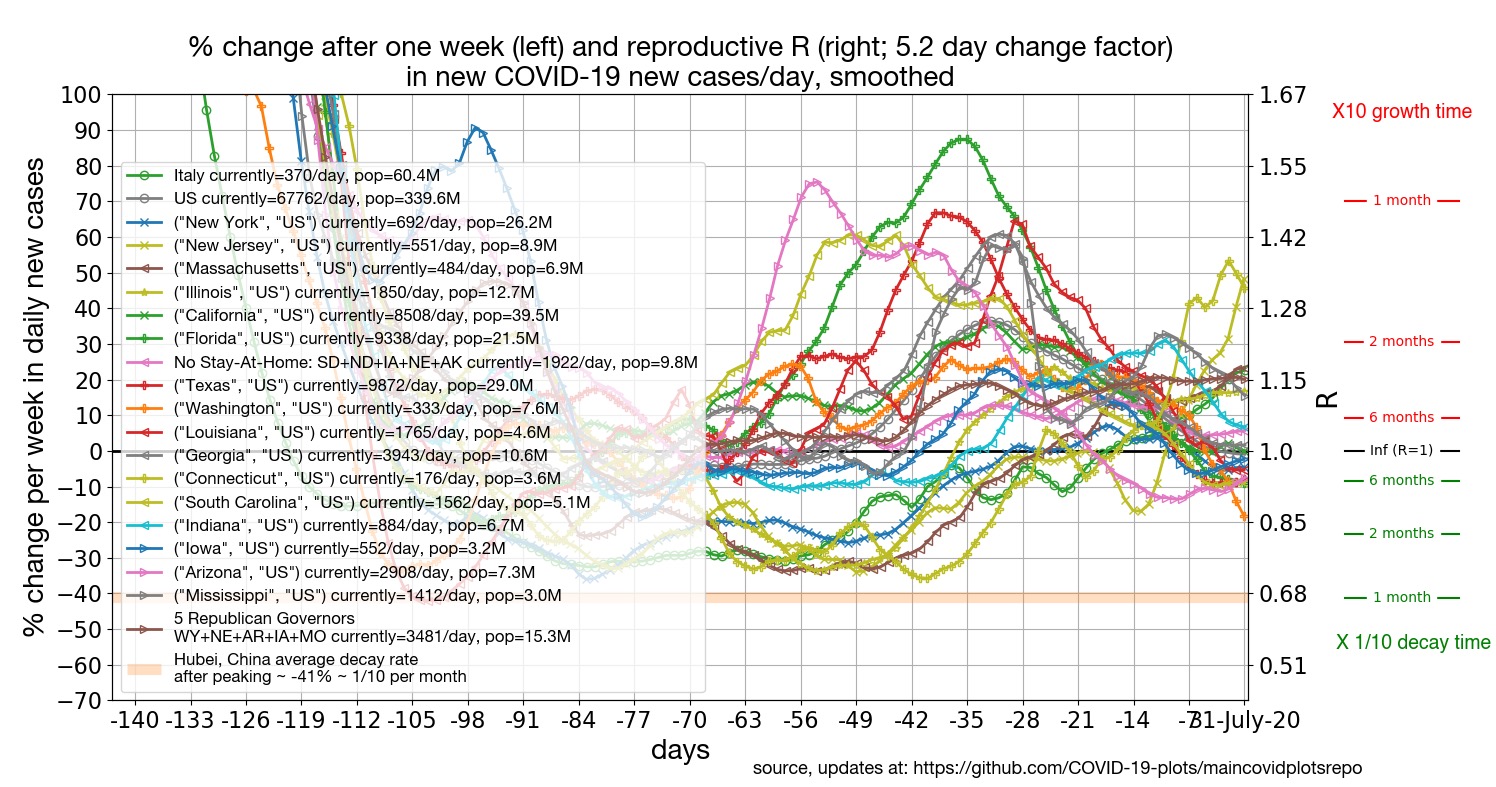 % change after one week (left) and reproductive R (right; 5.2 day change factor)
in new COVID-19 new cases/day, smoothed
% change per week in daily new cases
100
90
80
70
60
50
40
30
20
10
0
−10
−20
−30
−40
−50
−60
−70
Italy currently=370/day, pop=60.4M
US currently=67762/day, pop=339.6M
("New York", "US") currently=692/day, pop=26.2M
("New Jersey", "US") currently=551/day, pop=8.9M
("Massachusetts", "US") currently=484/day, pop=6.9M
("Illinois", "US") currently=1850/day, pop=12.7M
("California", "US") currently=8508/day, pop=39.5M
("Florida", "US") currently=9338/day, pop=21.5M
No Stay-At-Home: SD+ND+IA+NE+AK currently=1922/day, pop=9.8M
("Texas", "US") currently=9872/day, pop=29.0M
("Washington", "US") currently=333/day, pop=7.6M
("Louisiana", "US") currently=1765/day, pop=4.6M
("Georgia", "US") currently=3943/day, pop=10.6M
("Connecticut", "US") currently=176/day, pop=3.6M
("South Carolina", "US") currently=1562/day, pop=5.1M
("Indiana", "US") currently=884/day, pop=6.7M
("Iowa", "US") currently=552/day, pop=3.2M
("Arizona", "US") currently=2908/day, pop=7.3M
("Mississippi", "US") currently=1412/day, pop=3.0M
5 Republican Governors
WY+NE+AR+IA+MO currently=3481/day, pop=15.3M
Hubei, China average decay rate
after peaking ~ -41% ~ 1/10 per month
1.67
1.55
1.42
1.28
1.15
1.0
0.85
0.68
0.51
R
X10 growth time
1 month
2 months
6 months
Inf (R=1)
6 months
2 months
1 month
X 1/10 decay time
-140 -133 -126 -119 -112 -105 -98 -91 -84 -77 -70 -63 -56 -49 -42 -35 -28 -21 -14 -7 31-July-20
days
source, updates at: https://github.com/COVID-19-plots/maincovidplotsrepo